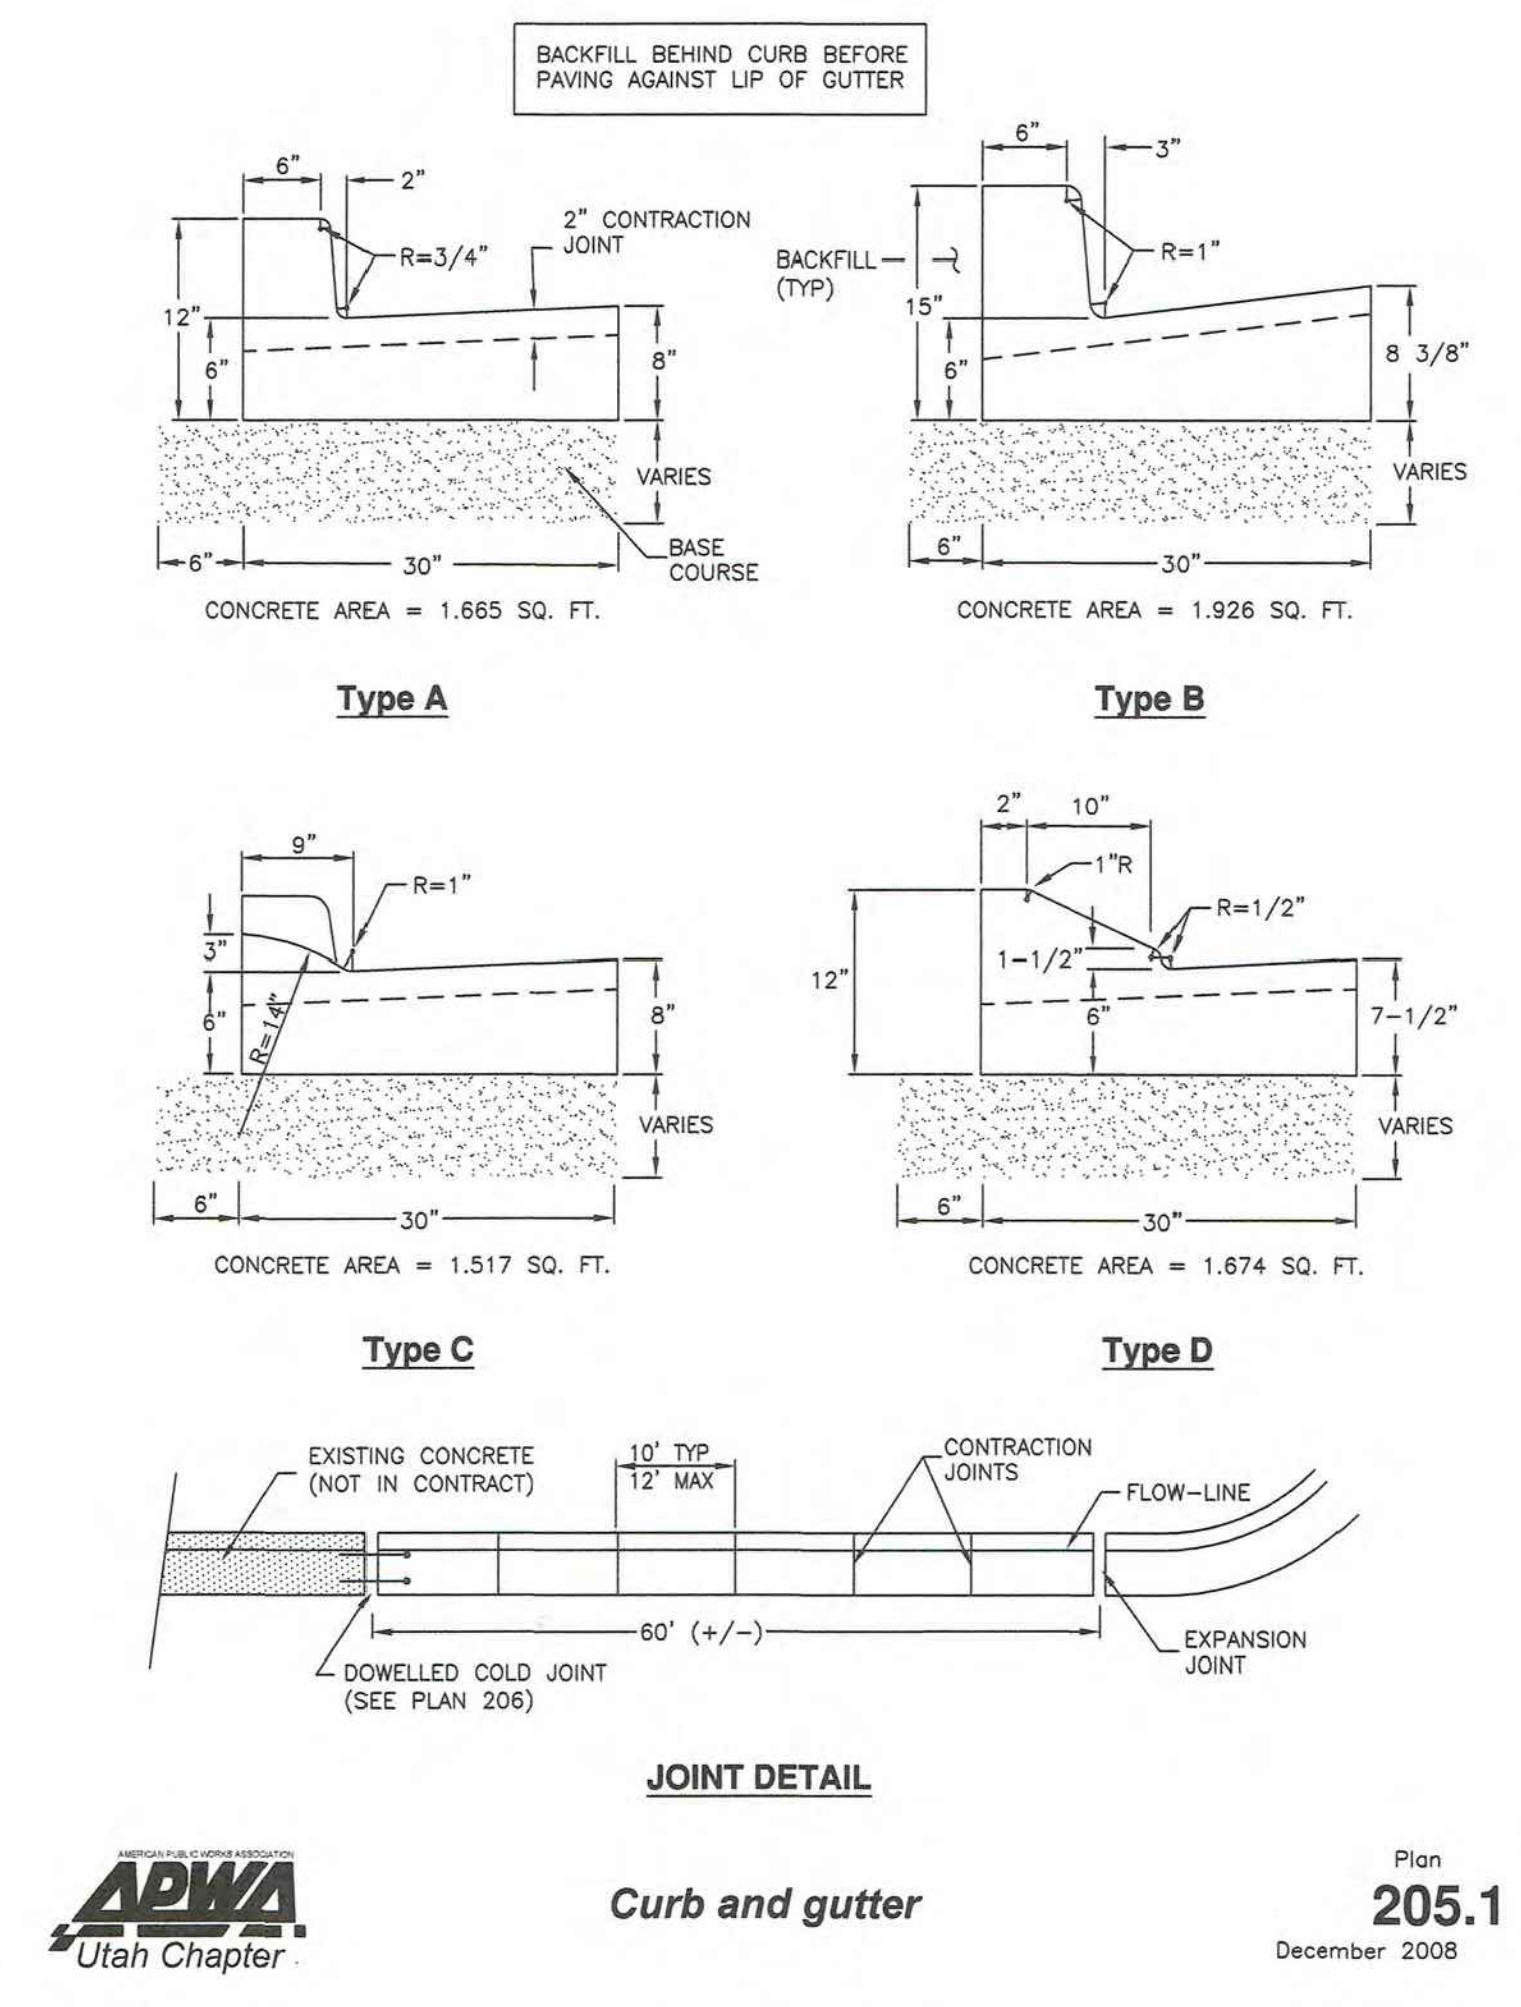 BACKFILL BEHIND CURB BEFORE
PAVING AGAINST LIP OF GUTTER
6"
2"
R=3/4"
2" CONTRACTION
JOINT
12"
6"
8"
VARIES
BASE
COURSE
6"
30"
CONCRETE AREA = 1.665 SQ. FT.
Type A
6"
3"
R=1"
BACKFILL
(TYP)
15"
6"
8 3/8"
VARIES
6"
30"
CONCRETE AREA = 1.926 SQ. FT.
Type B
9"
R=1"
3"
6"
R=14"
8"
VARIES
6"
30"
CONCRETE AREA = 1.517 SQ. FT.
Type C
2"
10"
1"R
R=1/2"
1-1/2"
12"
6"
7-1/2"
VARIES
6"
30"
CONCRETE AREA = 1.674 SQ. FT.
Type D
EXISTING CONCRETE
(NOT IN CONTRACT)
10' TYP
12' MAX
CONTRACTION
JOINTS
FLOW-LINE
60' (+/-)
EXPANSION
JOINT
DOWELLED COLD JOINT
(SEE PLAN 206)
JOINT DETAIL
AMERICAN PUBLIC WORKS ASSOCIATION
APWA
Utah Chapter
Curb and gutter
Plan
205.1
December 2008